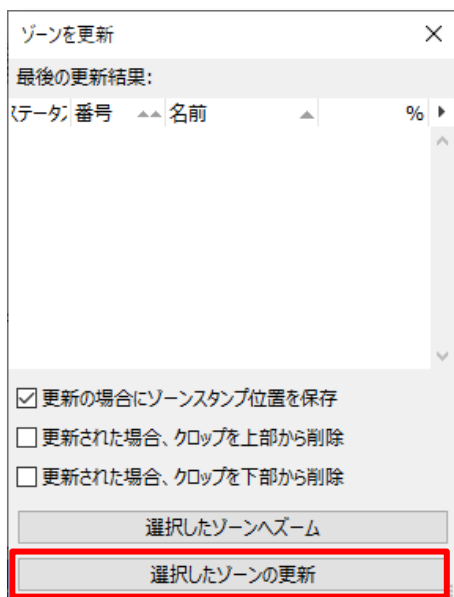 ゾーンを更新
最後の更新結果:
番号 名前 %
更新の場合にゾーンスタンプ位置を保存
更新された場合、クロップを上部から削除
更新された場合、クロップを下部から削除
選択したゾーンへズーム
選択したゾーンの更新